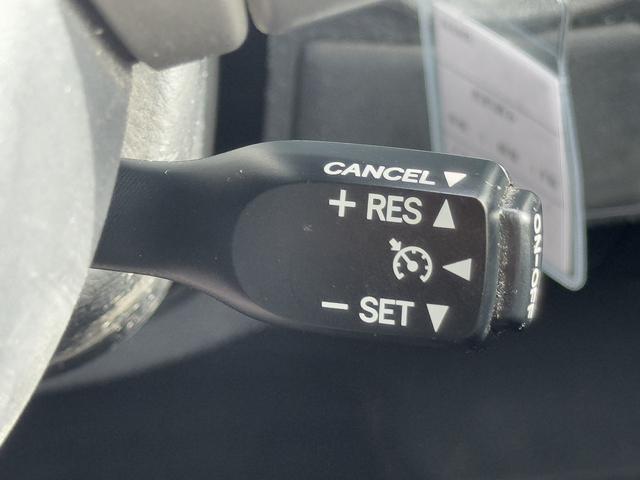 CANCEL ▼
+ RES ▲
◀
- SET ▼
ON-OFF